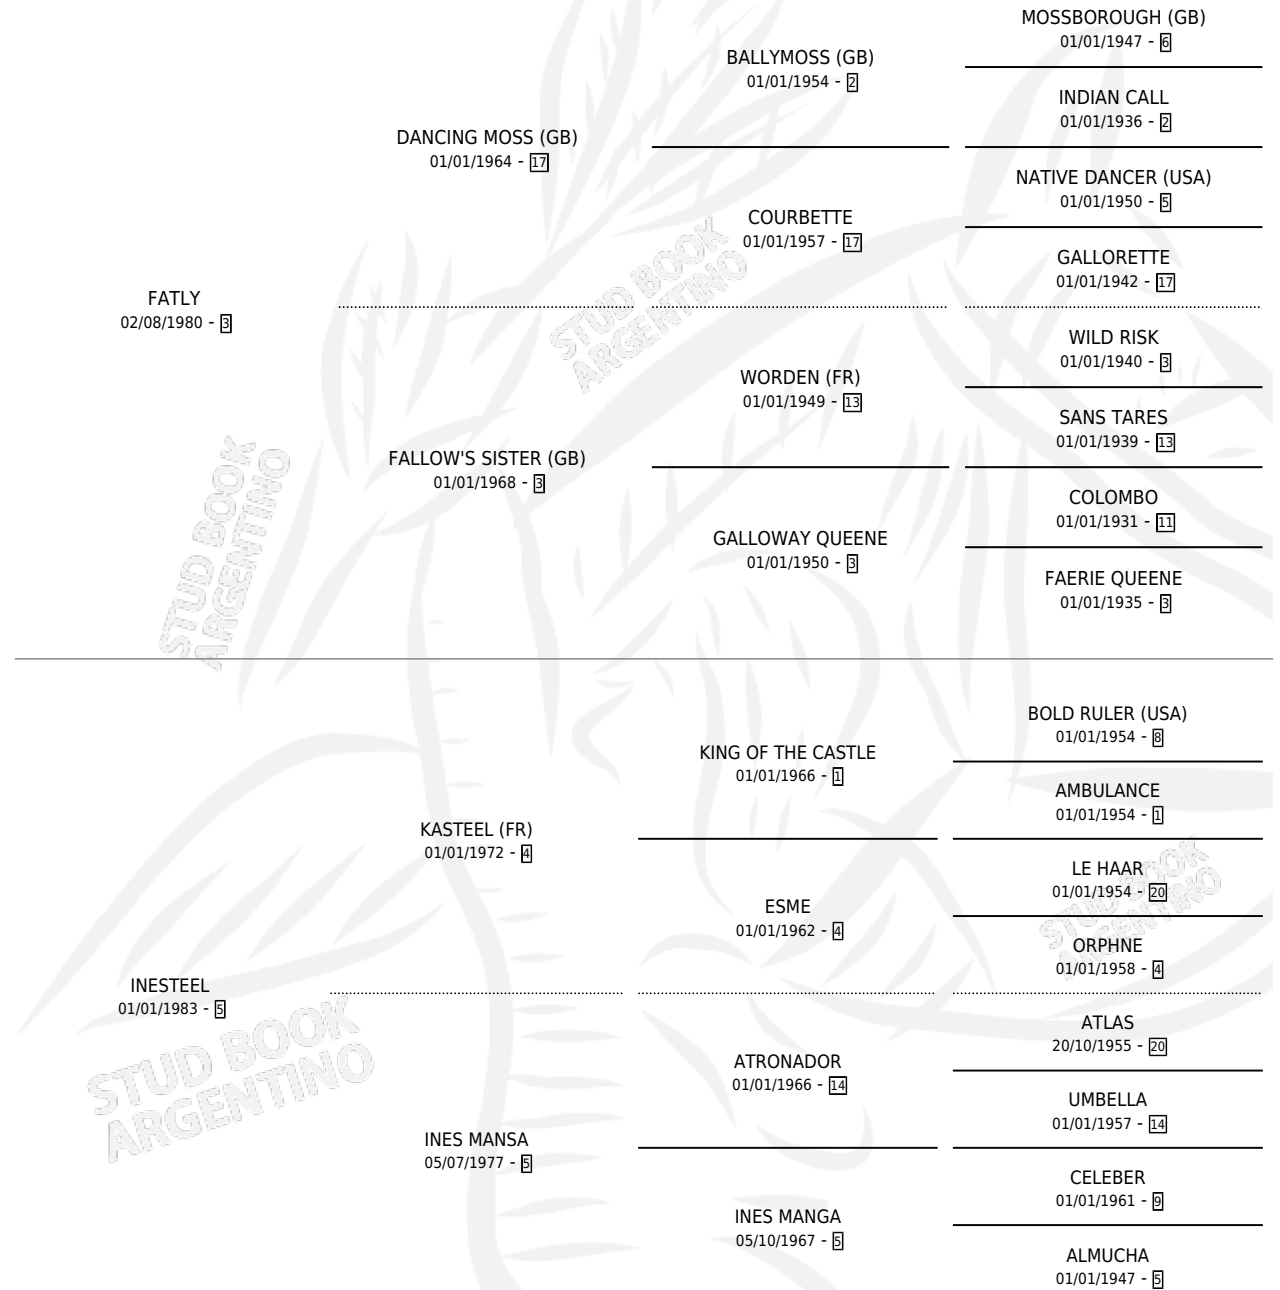 MOSSBOROUGH (GB)
01/01/1947 - 6
BALLYMOSS (GB)
01/01/1954 - 2
INDIAN CALL
01/01/1936 - 2
DANCING MOSS (GB)
01/01/1964 - 17
NATIVE DANCER (USA)
01/01/1950 - 5
COURBETTE
01/01/1957 - 17
GALLORETTE
01/01/1942 - 17
FATLY
02/08/1980 - 3
WILD RISK
01/01/1940 - 3
WORDEN (FR)
01/01/1949 - 13
SANS TARES
01/01/1939 - 13
FALLOW'S SISTER (GB)
01/01/1968 - 3
COLOMBO
01/01/1931 - 11
GALLOWAY QUEENE
01/01/1950 - 3
FAERIE QUEENE
01/01/1935 - 3
BOLD RULER (USA)
01/01/1954 - 8
KING OF THE CASTLE
01/01/1966 - 1
AMBULANCE
01/01/1954 - 1
KASTEEL (FR)
01/01/1972 - 4
LE HAAR
01/01/1954 - 20
ESME
01/01/1962 - 4
ORPHNE
01/01/1958 - 4
INESTEEL
01/01/1983 - 5
ATLAS
20/10/1955 - 20
ATRONADOR
01/01/1966 - 14
UMBELLA
01/01/1957 - 14
INES MANSA
05/07/1977 - 5
CELEBER
01/01/1961 - 9
INES MANGA
05/10/1967 - 5
ALMUCHA
01/01/1947 - 5
STUD BOOK
ARGENTINO
STUD BOOK
ARGENTINO
STUD BOOK
ARGENTINO
STUD BOOK
ARGENTINO